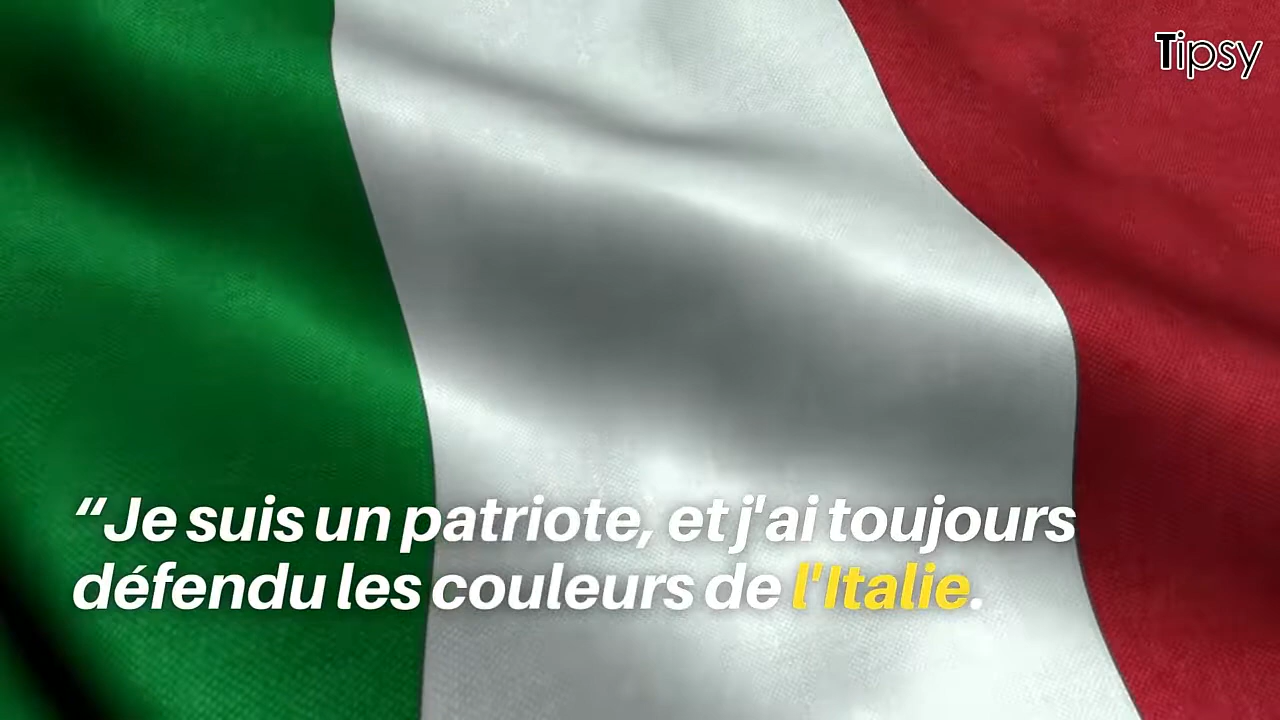 Tipsy
“Je suis un patriote, et j'ai toujours
défendu les couleurs de l'Italie.